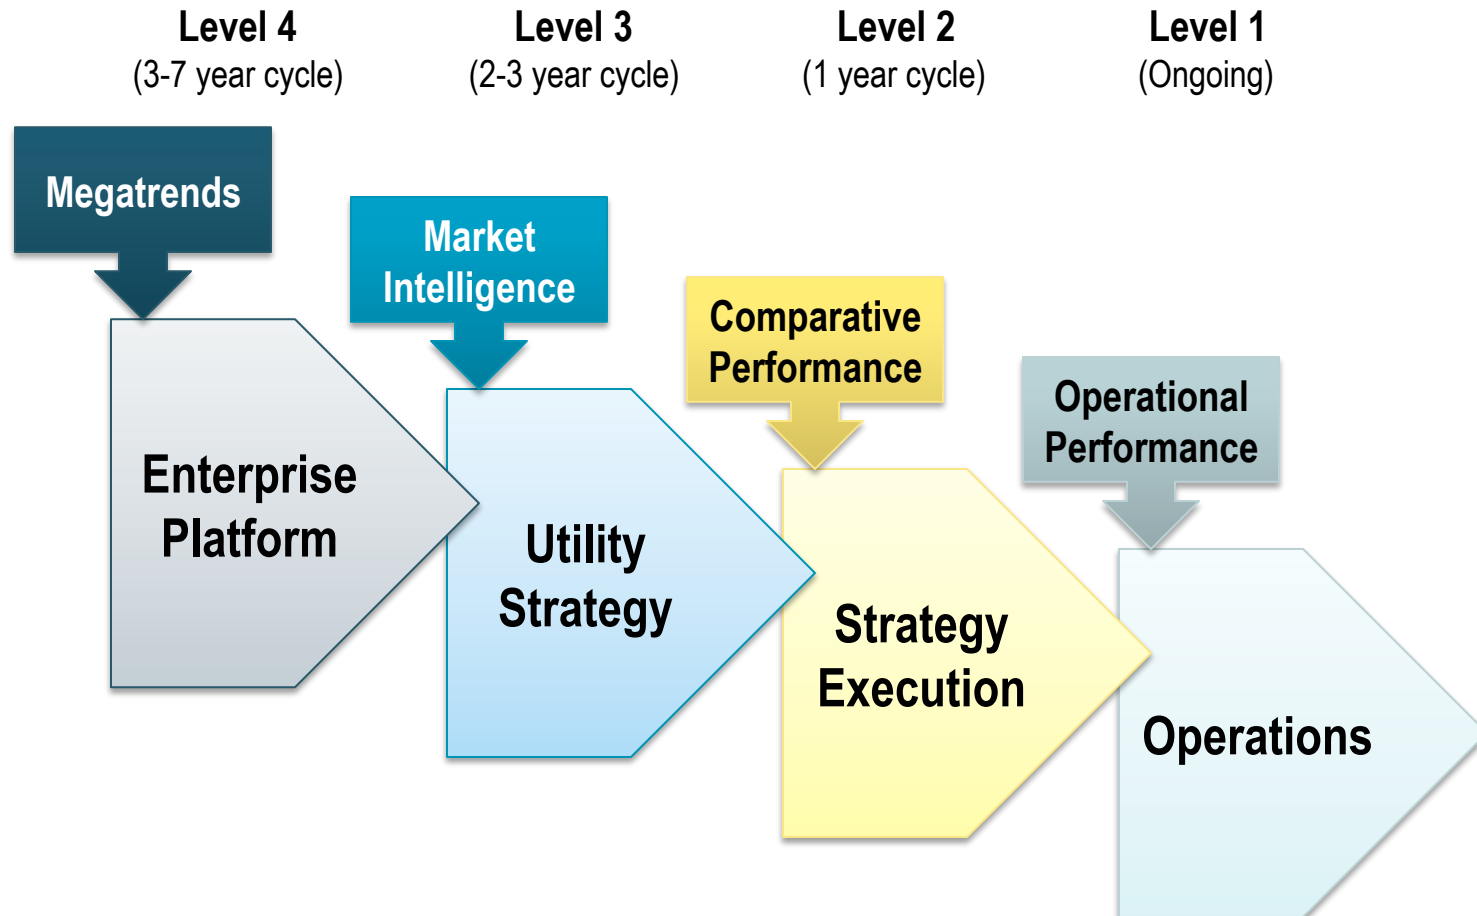 Level 4
(3-7 year cycle)
Level 3
(2-3 year cycle)
Level 2
(1 year cycle)
Level 1
(Ongoing)
Megatrends
Market
Intelligence
Comparative
Performance
Operational
Performance
Enterprise
Platform
Utility
Strategy
Strategy
Execution
Operations